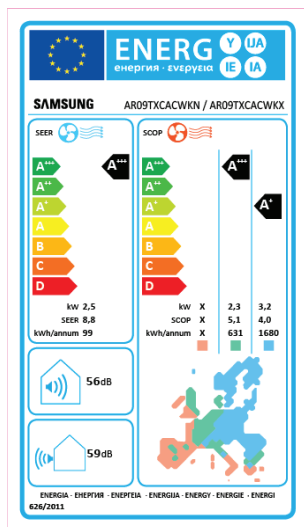 ENERG Y IJA
енергия · ενεργεια IE IA
SAMSUNG AR09TXCACWKN / AR09TXCACWKX
SEER SCOP
A+++ A+++ A+++ A+++
A++ A++
A+ A+ A+
A A
B B
C C
D D
kW 2,5 kW X 2,3 3,2
SEER 8,8 SCOP X 5,1 4,0
kWh/annum 99 kWh/annum X 631 1680
56dB
59dB
ENERGIA · ЕНЕРГИЯ · ΕΝΕΡΓΕΙΑ · ENERGIJA · ENERGY · ENERGIE · ENERGI
626/2011